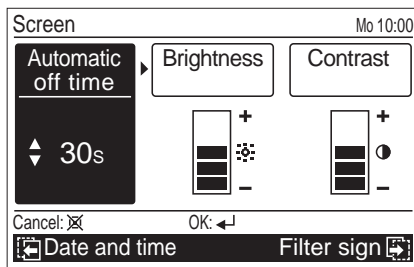 Screen Mo 10:00
Automatic off time
Brightness
Contrast
30s
+ +
– –
Cancel: OK:
Date and time Filter sign